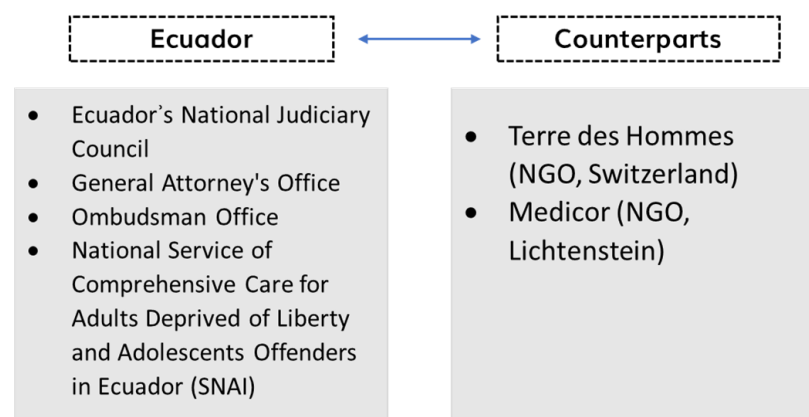 Ecuador
Counterparts
• Ecuador's National Judiciary
Council
• General Attorney's Office
• Ombudsman Office
• National Service of
Comprehensive Care for
Adults Deprived of Liberty
and Adolescents Offenders
in Ecuador (SNAI)
• Terre des Hommes
(NGO, Switzerland)
• Medicor (NGO,
Lichtenstein)